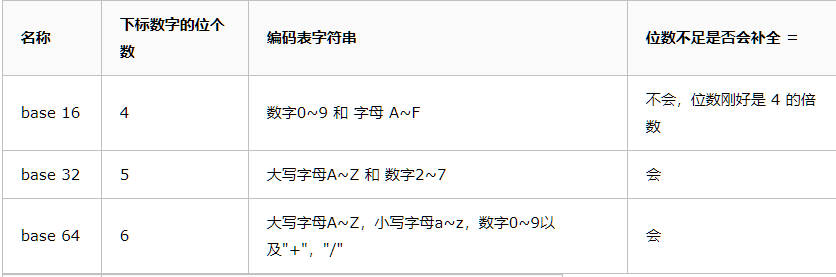 名称
下标数字的位个
数
编码表字符串
位数不足是否会补全 =
base 16
4
数字0~9 和 字母 A~F
不会，位数刚好是 4 的倍
数
base 32
5
大写字母A~Z 和 数字2~7
会
base 64
6
大写字母A~Z，小写字母a~z，数字0~9以
及"+"，"/"
会